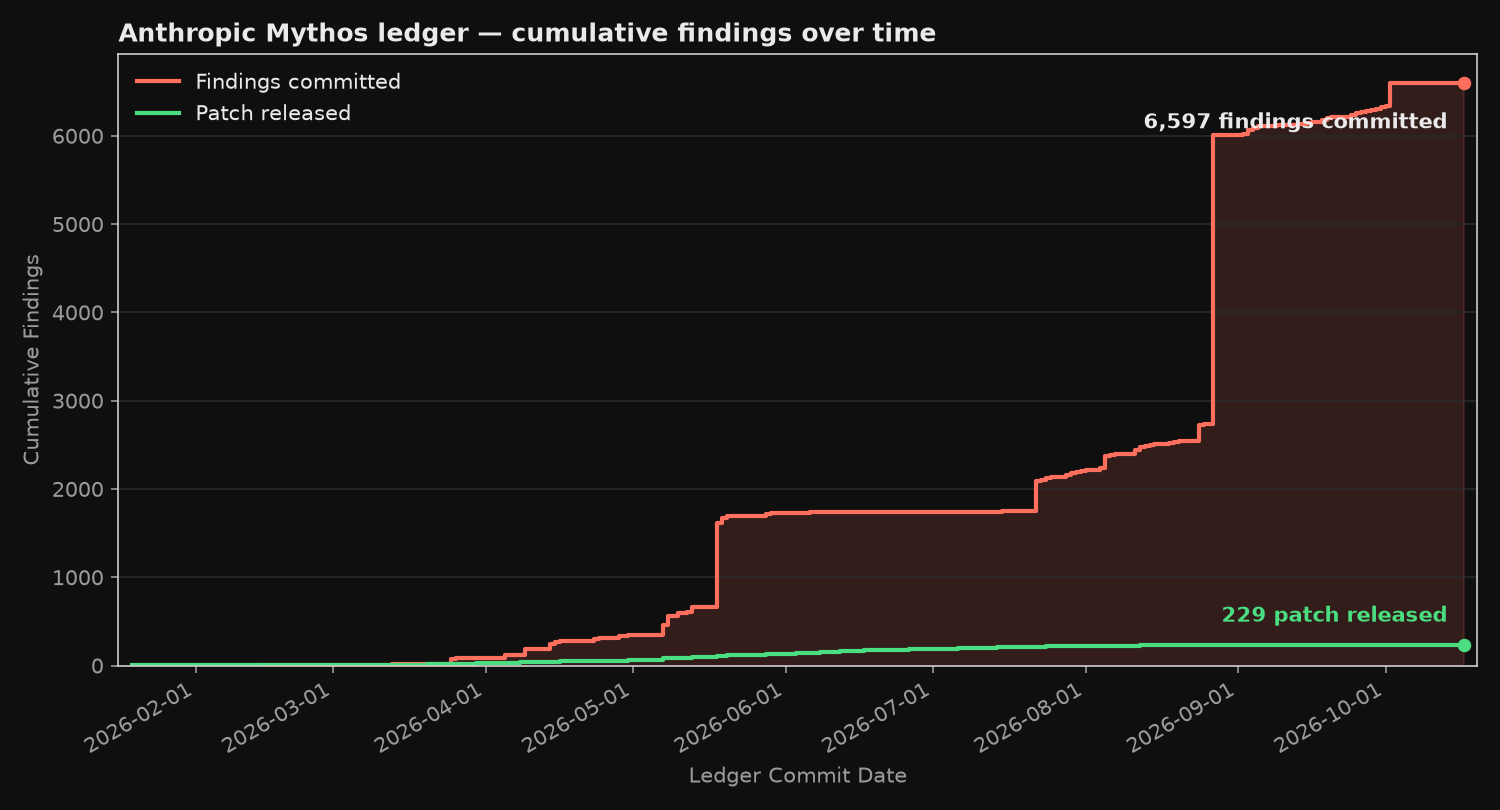 Anthropic Mythos ledger — cumulative findings over time
Findings committed
Patch released
6,597 findings committed
229 patch released
Cumulative Findings
6000
5000
4000
3000
2000
1000
0
2026-02-01
2026-03-01
2026-04-01
2026-05-01
2026-06-01
2026-07-01
2026-08-01
2026-09-01
2026-10-01
Ledger Commit Date